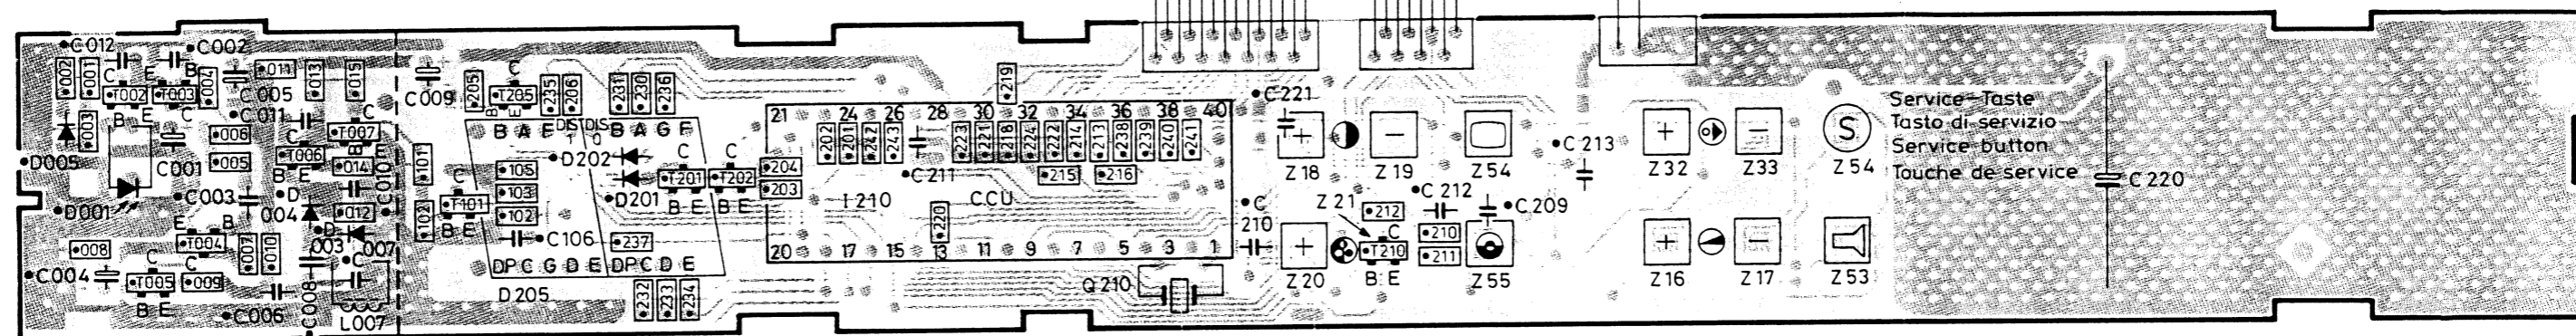 C012
C002
002
001
C
E
B
004
011
013
015
C005
T002
T003
B
E
C
003
C011
006
005
C
T007
B
E
C
T006
014
B
E
D005
C001
C003
D
004
C010
D001
E
B
012
D
003
C007
008
T004
C
007
010
C
C004
C
T005
009
B
E
C006
C008
L007
C009
205
C
T205
B
E
235
206
231
230
236
B A F DIST DIS B A G F
1 0
101
105
D202
103
C
C
T201
T202
B E
B E
C
T101
B E
102
102
D201
C106
237
DP C G D E DP C D E
D205
232
233
234
219
21 24 26 28 30 32 34 36 38 40
202
201
242
243
223
221
218
224
222
214
213
238
239
240
241
204
203
C211
215
216
I 210
CCU
220
20 17 15 13 11 9 7 5 3 1
Q210
C221
C
210
+
−
Z18
Z19
Z54
C213
Z21
C212
212
C
T210
B E
210
211
C209
+
Z20
Z55
+
−
Z32
Z33
S
Z54
Service-Taste
Tasto di servizio
Service button
Touche de service
C 220
+
−
Z16
Z17
Z53